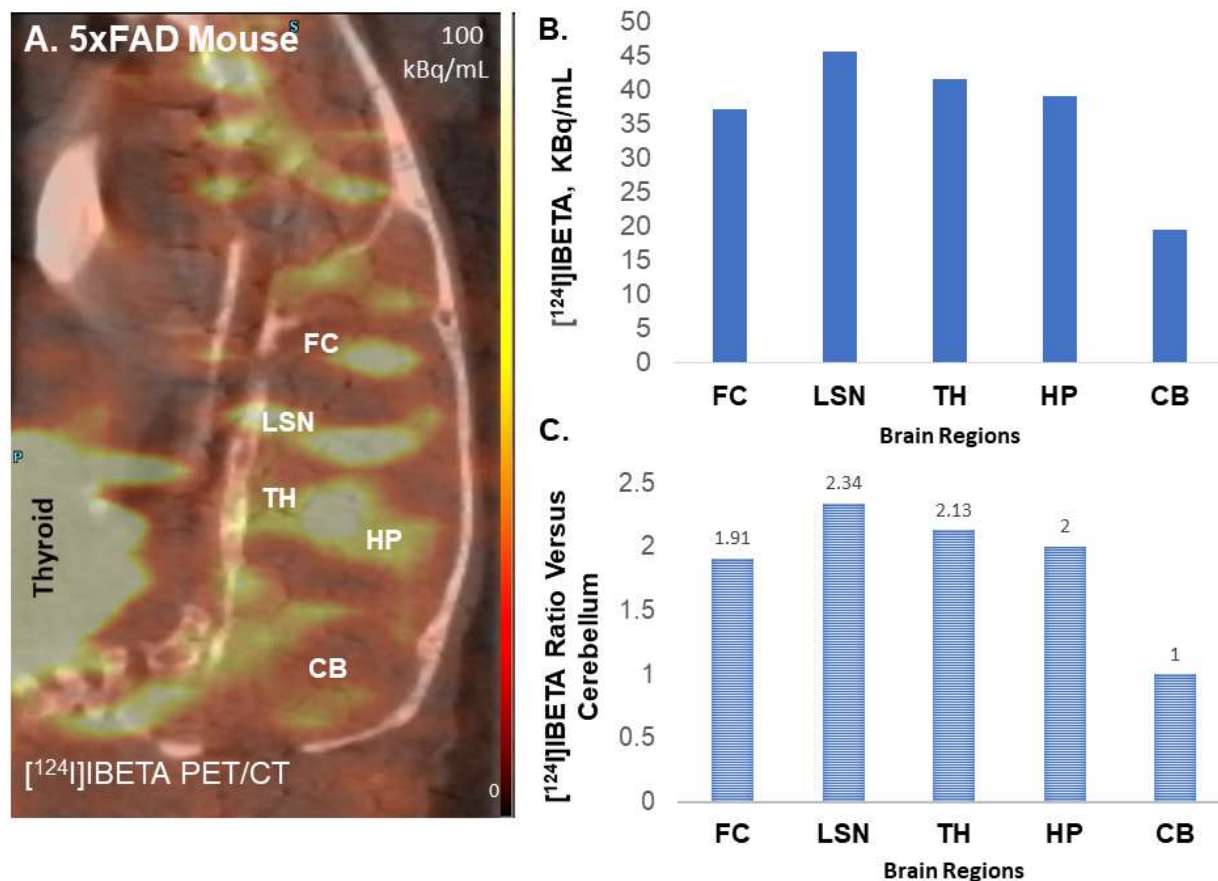 A. 5xFAD Mouse
S
100
kBq/mL
FC
LSN
TH
HP
P
Thyroid
CB
[¹²⁴I]IBETA PET/CT
0
B.
[¹²⁴I]IBETA, KBq/mL
50
45
40
35
30
25
20
15
10
5
0
FC LSN TH HP CB
Brain Regions
C.
[¹²⁴I]IBETA Ratio Versus
Cerebellum
2.5
2
1.5
1
0.5
0
1.91
2.34
2.13
2
1
FC LSN TH HP CB
Brain Regions